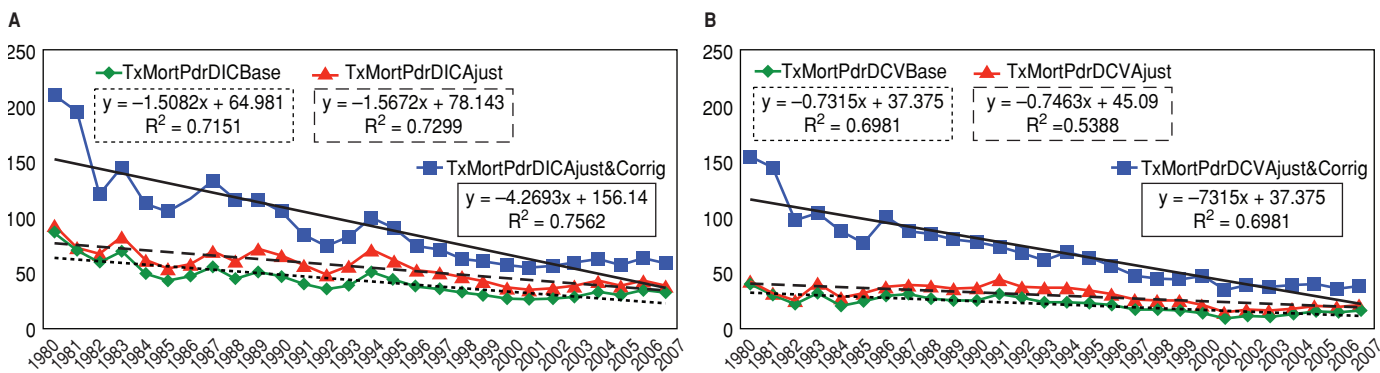 A
250
200
150
100
50
0
TxMortPdrDICBase
TxMortPdrDICAjust
y = –1.5082x + 64.981
R² = 0.7151
y = –1.5672x + 78.143
R² = 0.7299
TxMortPdrDICAjust&Corrig
y = –4.2693x + 156.14
R² = 0.7562
1980 1981 1982 1983 1984 1985 1986 1987 1988 1989 1990 1991 1992 1993 1994 1995 1996 1997 1998 1999 2000 2001 2002 2003 2004 2005 2006 2007
B
250
200
150
100
50
0
TxMortPdrDCVBase
TxMortPdrDCVAjust
y = –0.7315x + 37.375
R² = 0.6981
y = –0.7463x + 45.09
R² =0.5388
TxMortPdrDCVAjust&Corrig
y = –7315x + 37.375
R² = 0.6981
1980 1981 1982 1983 1984 1985 1986 1987 1988 1989 1990 1991 1992 1993 1994 1995 1996 1997 1998 1999 2000 2001 2002 2003 2004 2005 2006 2007